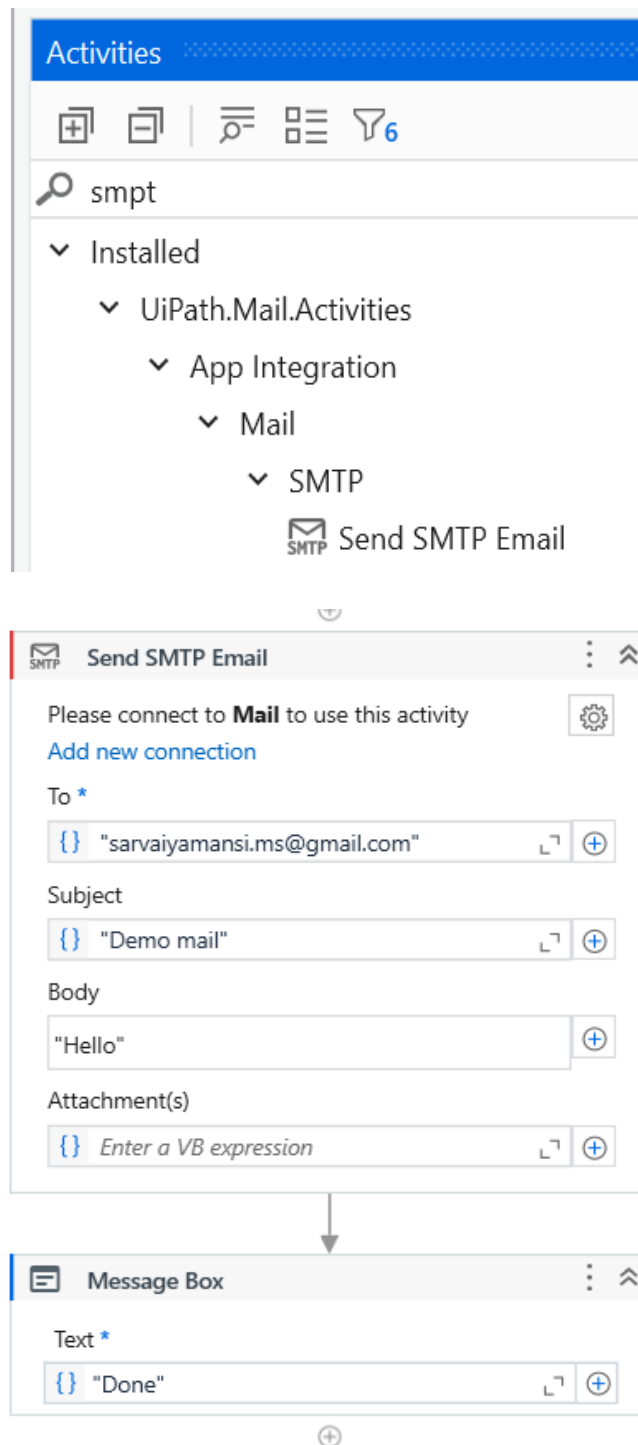 Activities
6
smpt
Installed
UiPath.Mail.Activities
App Integration
Mail
SMTP
SMTP Send SMTP Email
SMTP Send SMTP Email
Please connect to Mail to use this activity
Add new connection
To *
{} "sarvaiyamansi.ms@gmail.com"
Subject
{} "Demo mail"
Body
"Hello"
Attachment(s)
{} Enter a VB expression
Message Box
Text *
{} "Done"